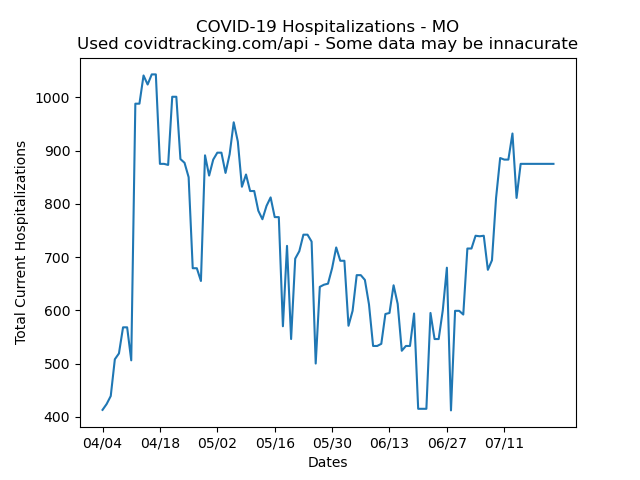 COVID-19 Hospitalizations - MO
Used covidtracking.com/api - Some data may be innacurate
Total Current Hospitalizations
1000
900
800
700
600
500
400
04/04 04/18 05/02 05/16 05/30 06/13 06/27 07/11
Dates